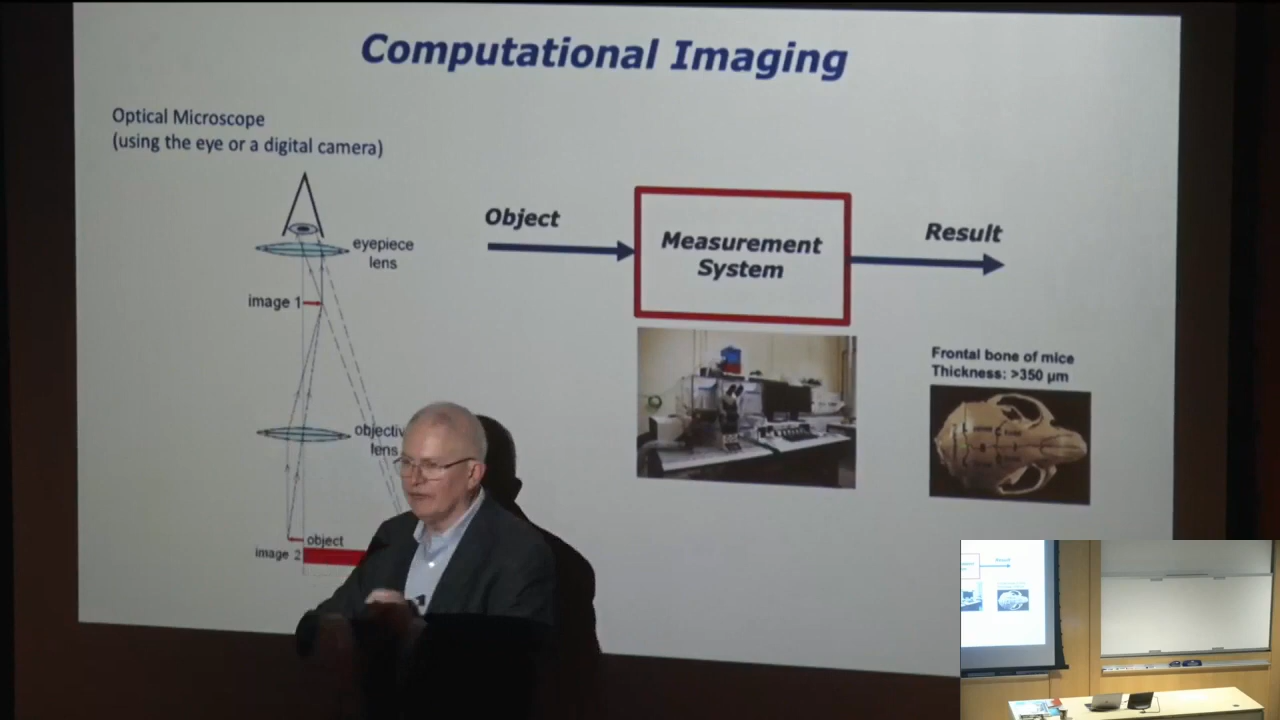 Computational Imaging
Optical Microscope
(using the eye or a digital camera)
eyepiece
lens
image 1
objectiv
lens
object
image 2
Object
Measurement
System
Result
Frontal bone of mice
Thickness: >350 µm